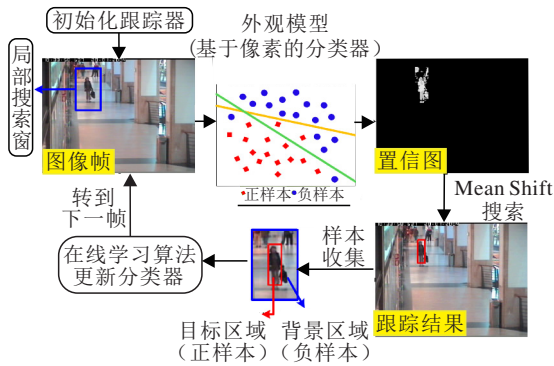 初始化跟踪器
外观模型
(基于像素的分类器)
局部搜索窗
图像帧
正样本 负样本
置信图
Mean Shift
搜索
转到
下一帧
在线学习算法
更新分类器
样本
收集
跟踪结果
目标区域 背景区域
(正样本) (负样本)